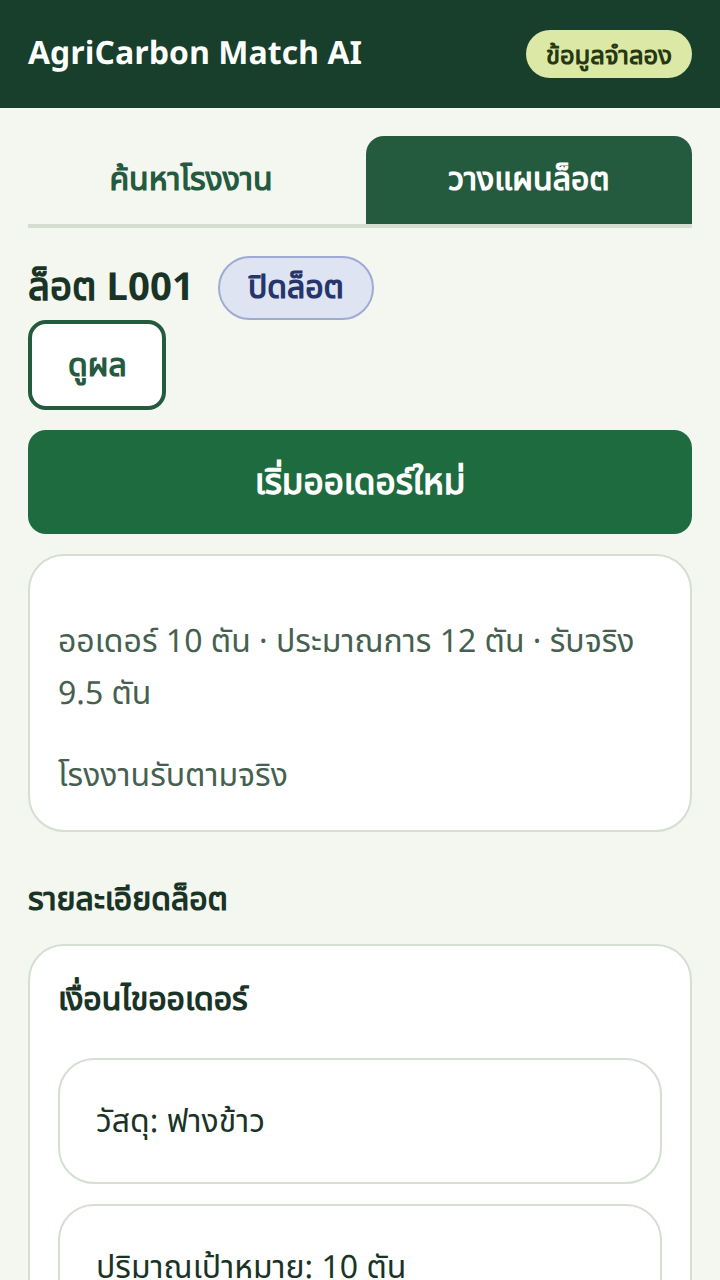 AgriCarbon Match AI
ข้อมูลจำลอง
ค้นหาโรงงาน
วางแผนล็อต
ล็อต L001
ปิดล็อต
ดูผล
เริ่มออเดอร์ใหม่
ออเดอร์ 10 ตัน · ประมาณการ 12 ตัน · รับจริง
9.5 ตัน
โรงงานรับตามจริง
รายละเอียดล็อต
เงื่อนไขออเดอร์
วัสดุ: ฟางข้าว
ปริมาณเป้าหมาย: 10 ตัน